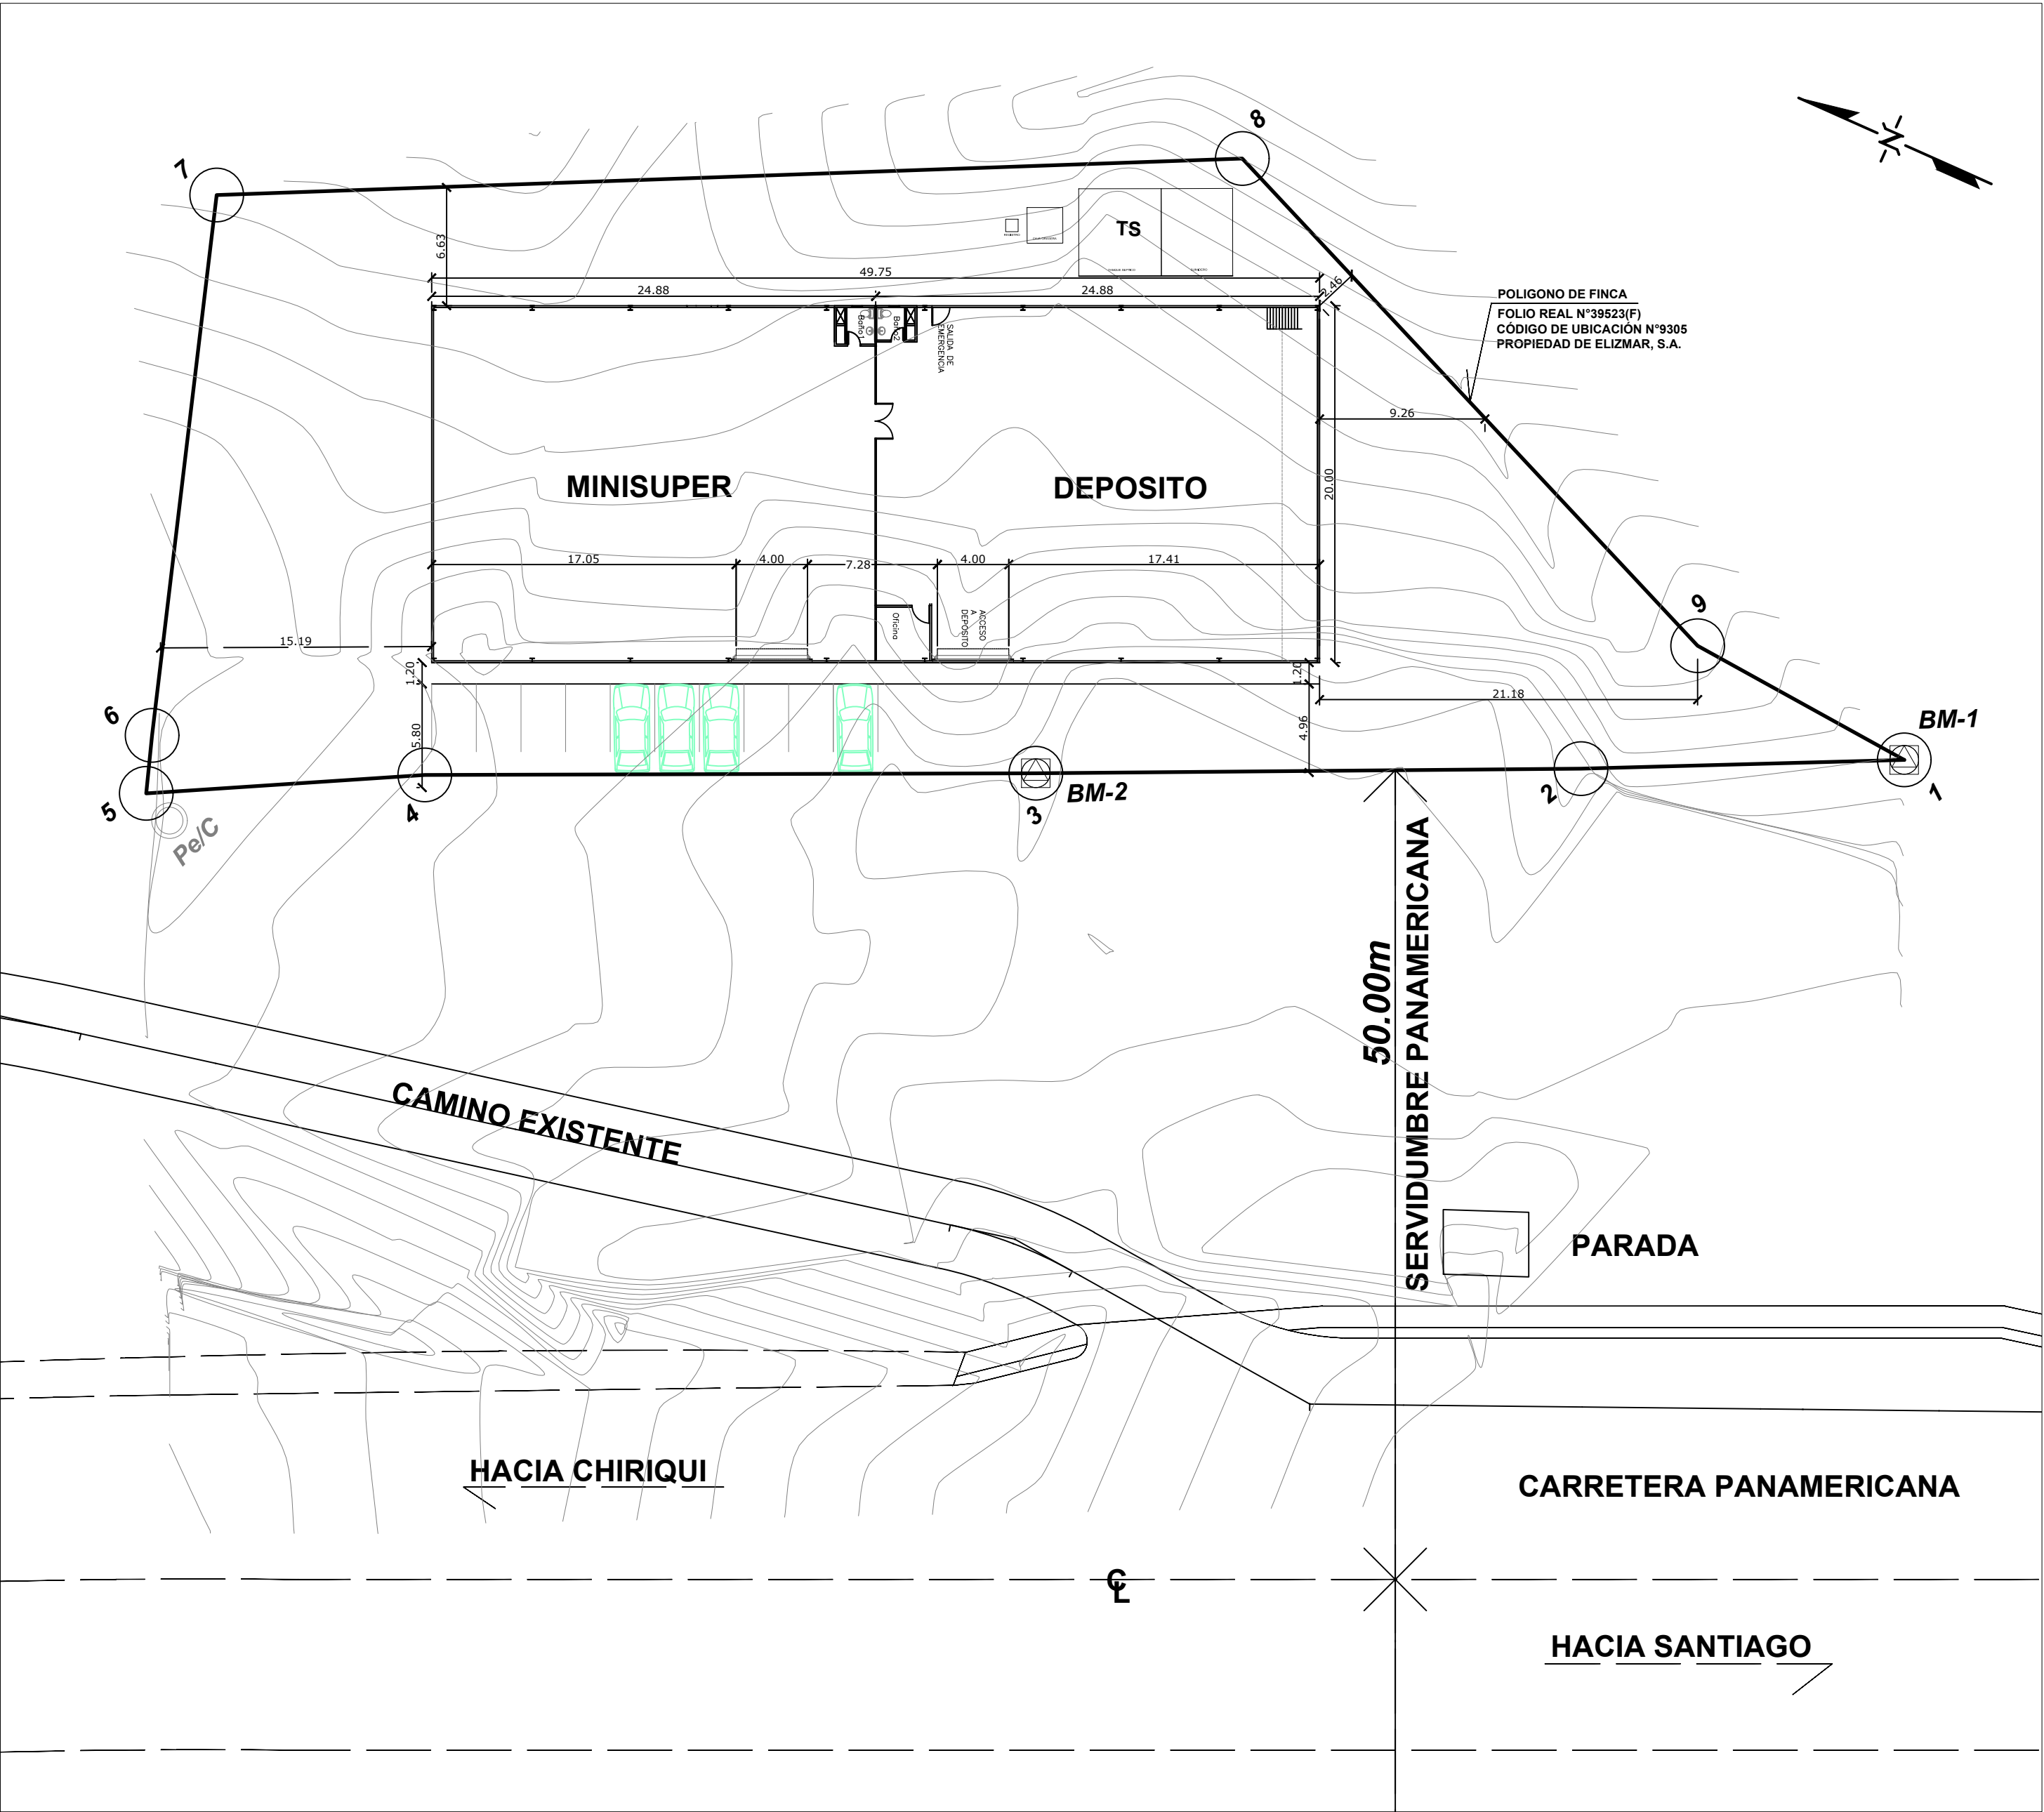 8
7
N
TS
6.63
49.75
24.88
24.88
2.46
POLIGONO DE FINCA
FOLIO REAL N°39523(F)
CÓDIGO DE UBICACIÓN N°9305
PROPIEDAD DE ELIZMAR, S.A.
Baño1
Baño2
SALIDA DE
EMERGENCIA
9.26
MINISUPER
DEPOSITO
20.00
17.05
4.00
7.28
4.00
17.41
9
Oficina
ACCESO
A
DEPOSITO
15.19
1.20
1.20
21.18
6
5.80
4.96
BM-1
BM-2
5
4
3
2
1
Pe/C
50.00m
SERVIDUMBRE PANAMERICANA
CAMINO EXISTENTE
PARADA
HACIA CHIRIQUI
CARRETERA PANAMERICANA
CL
HACIA SANTIAGO